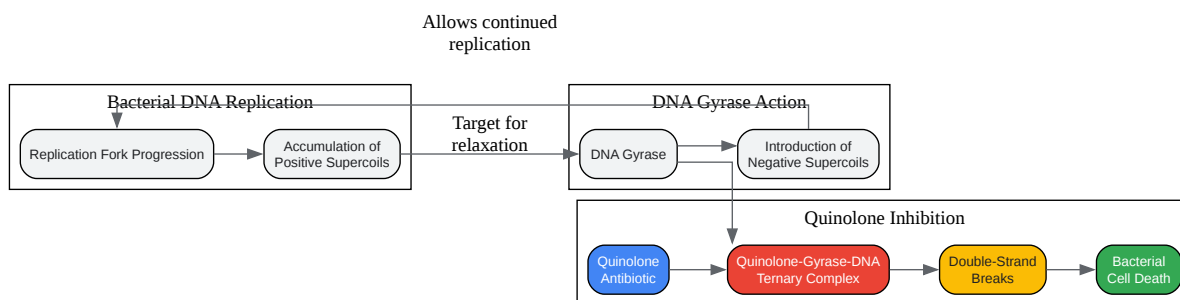 Allows continued
replication
Bacterial DNA Replication
DNA Gyrase Action
Replication Fork Progression
Accumulation of
Positive Supercoils
Target for
relaxation
DNA Gyrase
Introduction of
Negative Supercoils
Quinolone Inhibition
Quinolone
Antibiotic
Quinolone-Gyrase-DNA
Ternary Complex
Double-Strand
Breaks
Bacterial
Cell Death